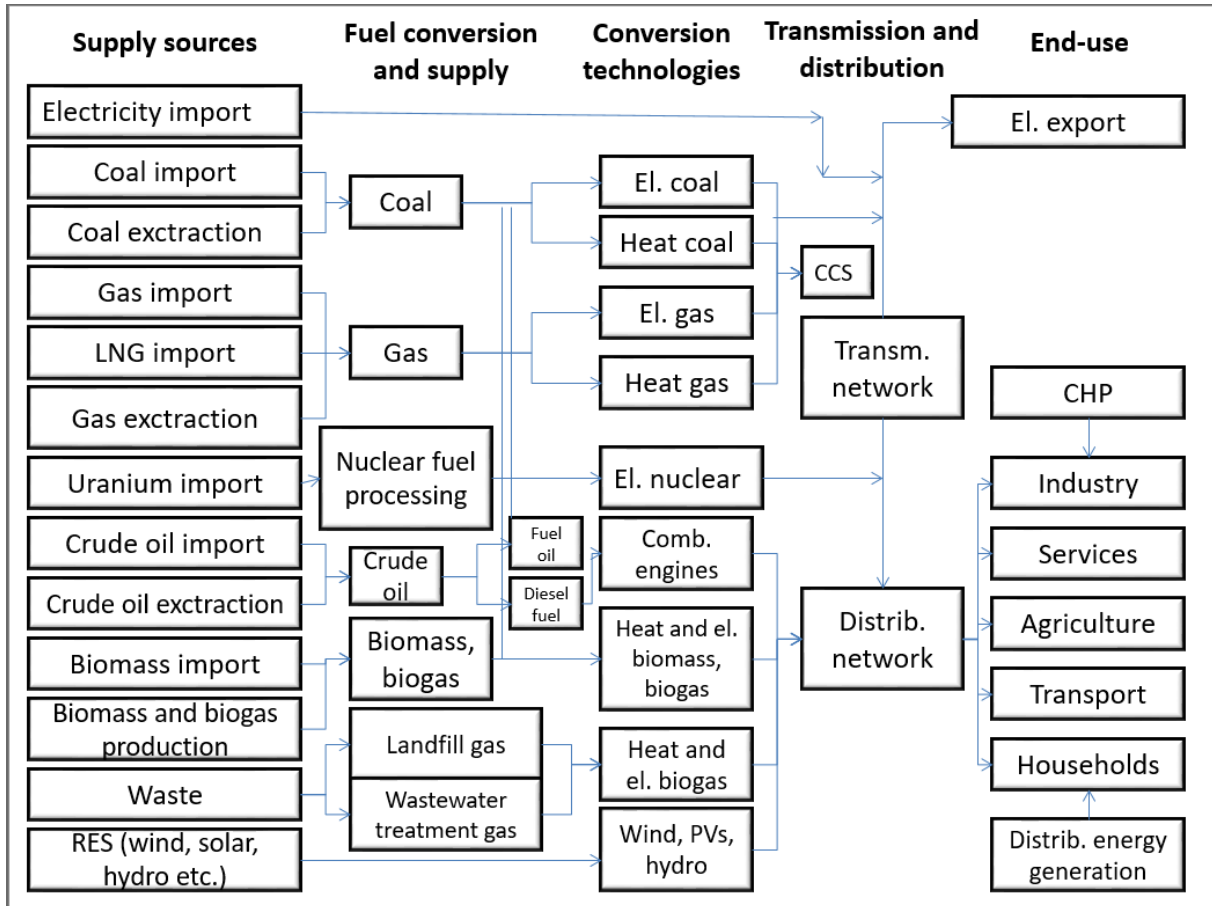 Supply sources
Fuel conversion
and supply
Conversion
technologies
Transmission and
distribution
End-use
Electricity import
Coal import
Coal exctraction
Gas import
LNG import
Gas exctraction
Uranium import
Crude oil import
Crude oil exctraction
Biomass import
Biomass and biogas
production
Waste
RES (wind, solar,
hydro etc.)
Coal
Gas
Nuclear fuel
processing
Crude
oil
Fuel
oil
Diesel
fuel
Biomass,
biogas
Landfill gas
Wastewater
treatment gas
El. coal
Heat coal
El. gas
Heat gas
El. nuclear
Comb.
engines
Heat and el.
biomass,
biogas
Heat and
el. biogas
Wind, PVs,
hydro
CCS
Transm.
network
Distrib.
network
El. export
CHP
Industry
Services
Agriculture
Transport
Households
Distrib. energy
generation